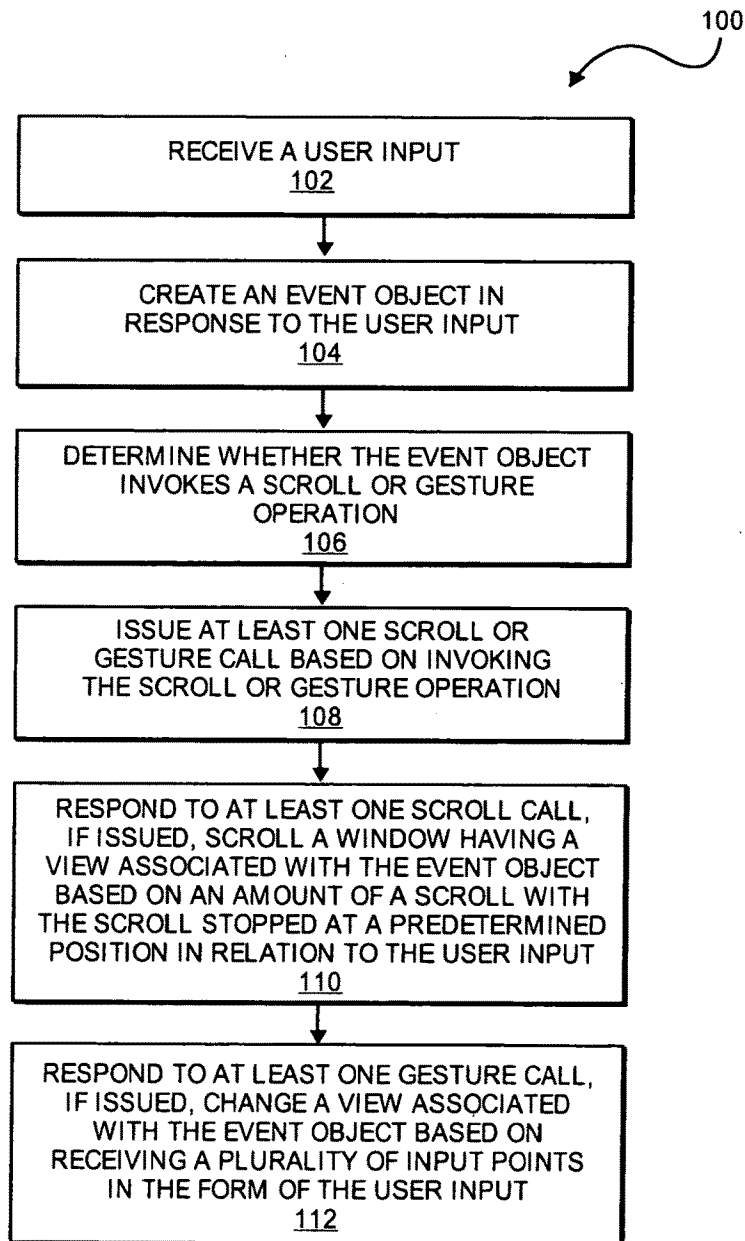 100
RECEIVE A USER INPUT
102
CREATE AN EVENT OBJECT IN
RESPONSE TO THE USER INPUT
104
DETERMINE WHETHER THE EVENT OBJECT
INVOKES A SCROLL OR GESTURE
OPERATION
106
ISSUE AT LEAST ONE SCROLL OR
GESTURE CALL BASED ON INVOKING
THE SCROLL OR GESTURE OPERATION
108
RESPOND TO AT LEAST ONE SCROLL CALL,
IF ISSUED, SCROLL A WINDOW HAVING A
VIEW ASSOCIATED WITH THE EVENT OBJECT
BASED ON AN AMOUNT OF A SCROLL WITH
THE SCROLL STOPPED AT A PREDETERMINED
POSITION IN RELATION TO THE USER INPUT
110
RESPOND TO AT LEAST ONE GESTURE CALL,
IF ISSUED, CHANGE A VIEW ASSOCIATED
WITH THE EVENT OBJECT BASED ON
RECEIVING A PLURALITY OF INPUT POINTS
IN THE FORM OF THE USER INPUT
112